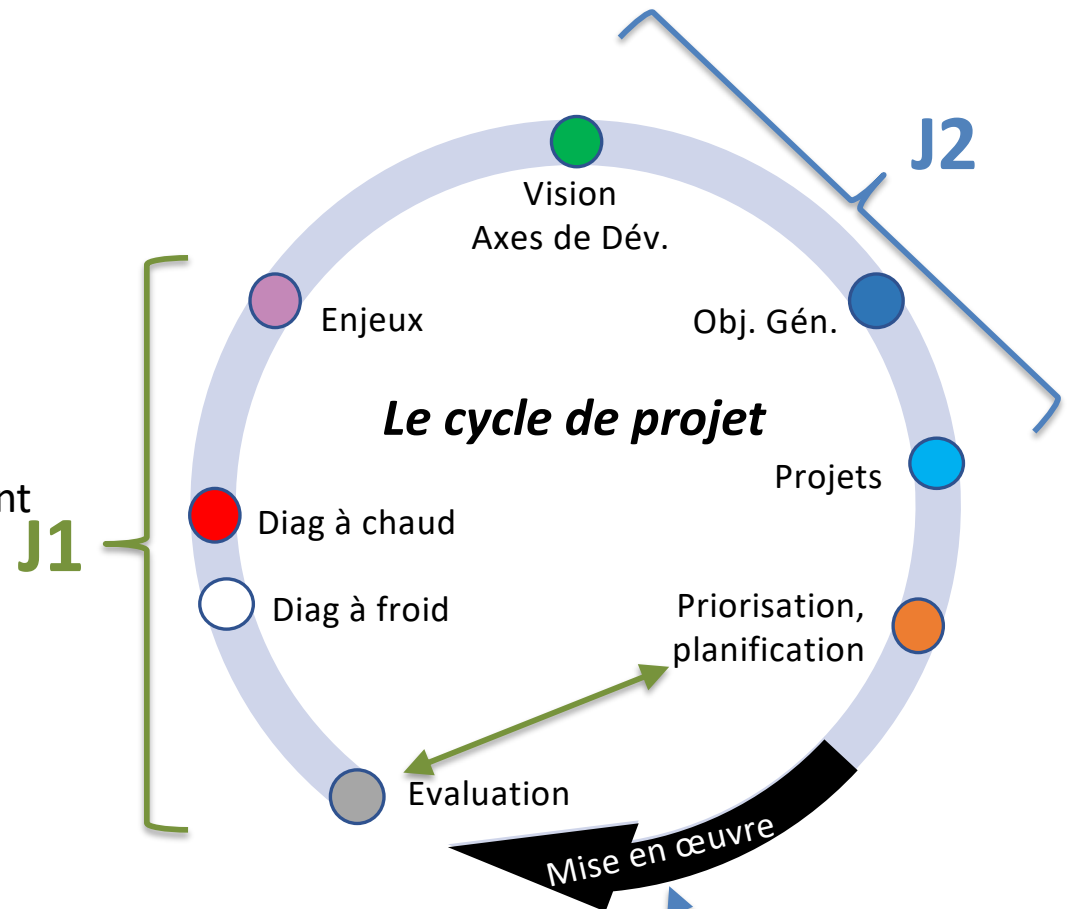 J2
Vision
Axes de Dév.
Enjeux
Obj. Gén.
Le cycle de projet
Projets
nt
J1
Diag à chaud
Diag à froid
Priorisation,
planification
Evaluation
Mise en œuvre